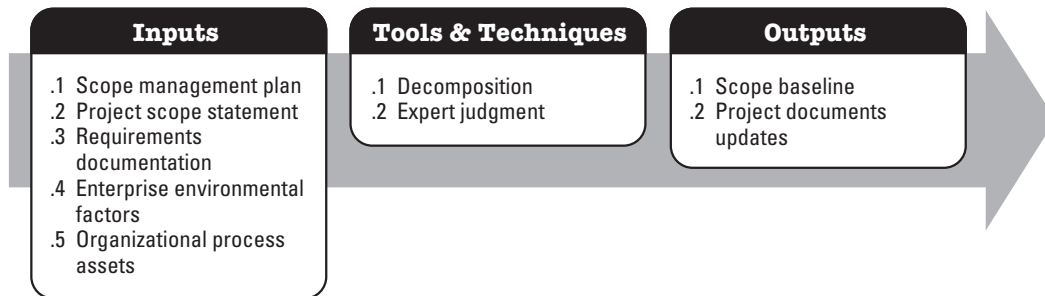 Inputs
.1 Scope management plan
.2 Project scope statement
.3 Requirements
documentation
.4 Enterprise environmental
factors
.5 Organizational process
assets
Tools & Techniques
.1 Decomposition
.2 Expert judgment
Outputs
.1 Scope baseline
.2 Project documents
updates